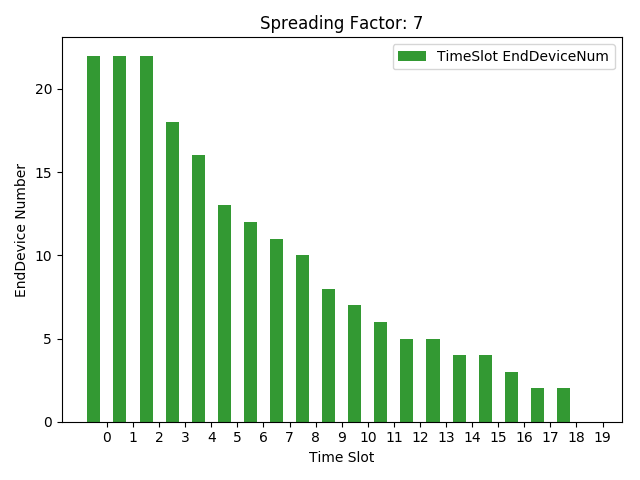 Spreading Factor: 7
TimeSlot EndDeviceNum
EndDevice Number
20
15
10
5
0
0 1 2 3 4 5 6 7 8 9 10 11 12 13 14 15 16 17 18 19
Time Slot